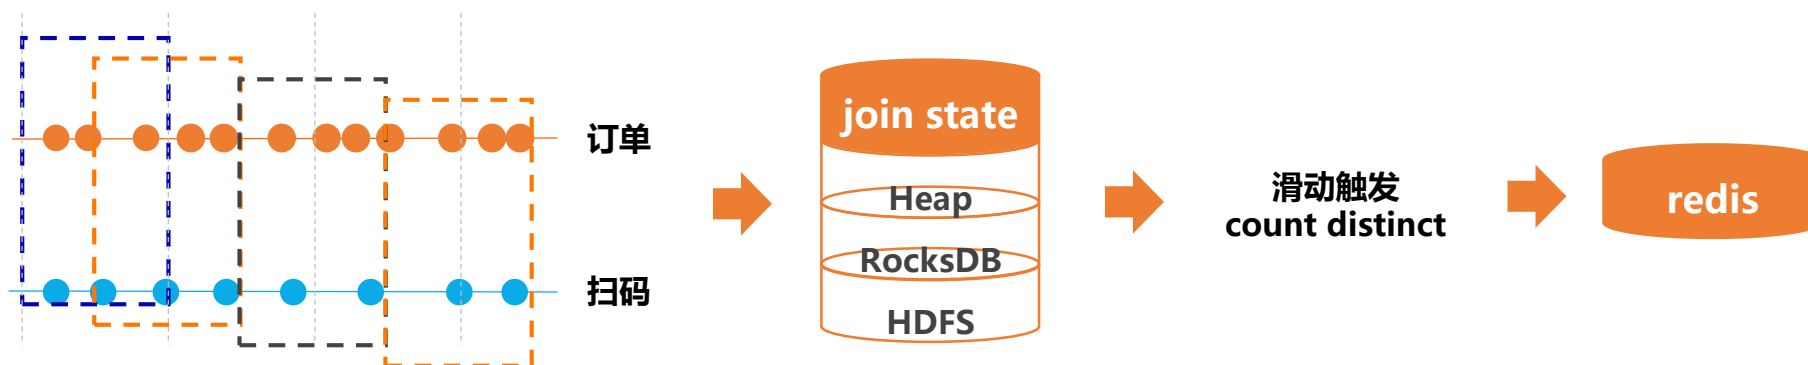 订单
扫码
join state
Heap
RocksDB
HDFS
滑动触发
count distinct
redis